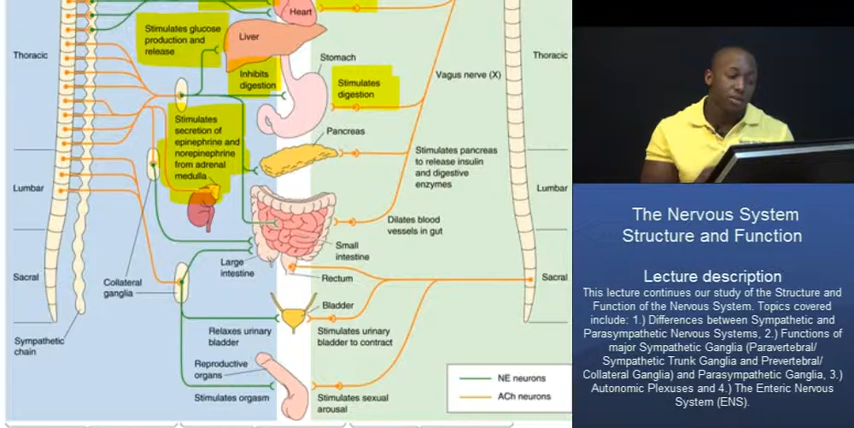 Heart
Stimulates glucose
production and
release
Liver
Thoracic
Stomach
Inhibits
digestion
Stimulates
digestion
Vagus nerve (X)
Thoracic
Stimulates
secretion of
epinephrine and
norepinephrine
from adrenal
medulla
Pancreas
Stimulates pancreas
to release insulin
and digestive
enzymes
Lumbar
Lumbar
Dilates blood
vessels in gut
Small
intestine
Large
intestine
Sacral
Collateral
ganglia
Rectum
Sacral
Bladder
Sympathetic
chain
Relaxes urinary
bladder
Stimulates urinary
bladder to contract
Reproductive
organs
Stimulates orgasm
Stimulates sexual
arousal
NE neurons
ACh neurons
The Nervous System
Structure and Function
Lecture description
This lecture continues our study of the Structure and
Function of the Nervous System. Topics covered
include: 1.) Differences between Sympathetic and
Parasympathetic Nervous Systems, 2.) Functions of
major Sympathetic Ganglia (Paravertebral/
Sympathetic Trunk Ganglia and Prevertebral/
Collateral Ganglia) and Parasympathetic Ganglia, 3.)
Autonomic Plexuses and 4.) The Enteric Nervous
System (ENS).